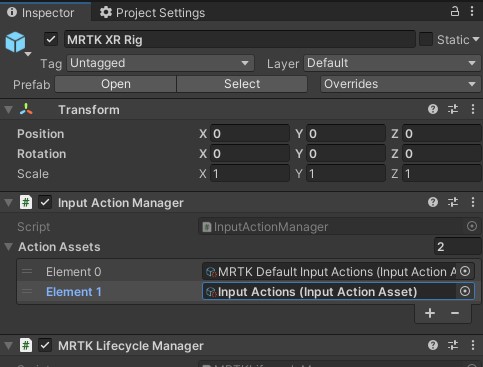 Inspector Project Settings
MRTK XR Rig Static
Tag Untagged Layer Default
Prefab Open Select Overrides
Transform
Position X 0 Y 0 Z 0
Rotation X 0 Y 0 Z 0
Scale X 1 Y 1 Z 1
# Input Action Manager
Script # InputActionManager
Action Assets 2
= Element 0 MRTK Default Input Actions (Input Action A
= Element 1 Input Actions (Input Action Asset)
+ −
# MRTK Lifecycle Manager